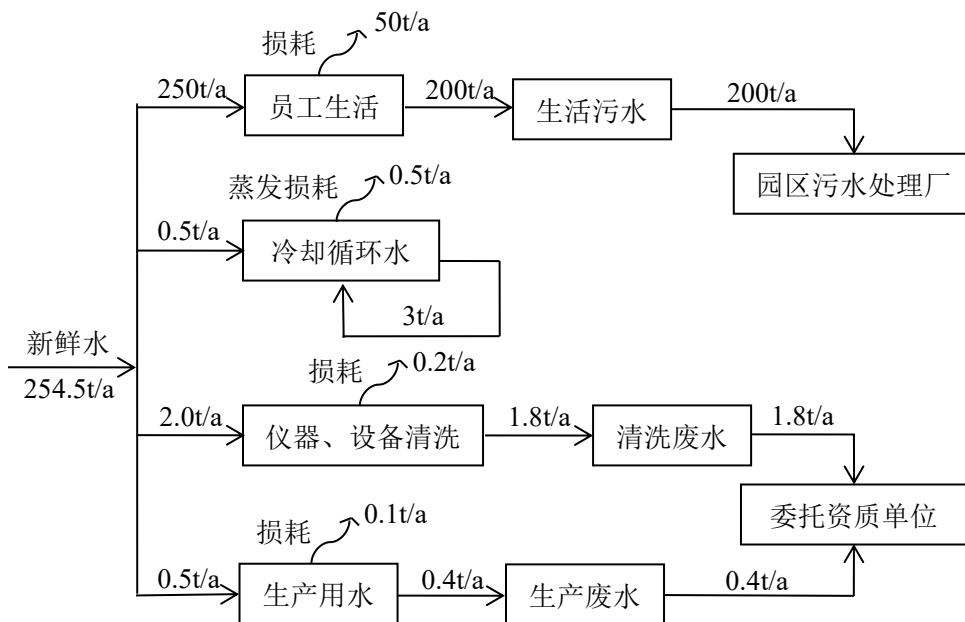 损耗
50t/a
250t/a
员工生活
200t/a
生活污水
200t/a
园区污水处理厂
蒸发损耗
0.5t/a
0.5t/a
冷却循环水
3t/a
新鲜水
254.5t/a
损耗
0.2t/a
2.0t/a
仪器、设备清洗
1.8t/a
清洗废水
1.8t/a
委托资质单位
损耗
0.1t/a
0.5t/a
生产用水
0.4t/a
生产废水
0.4t/a